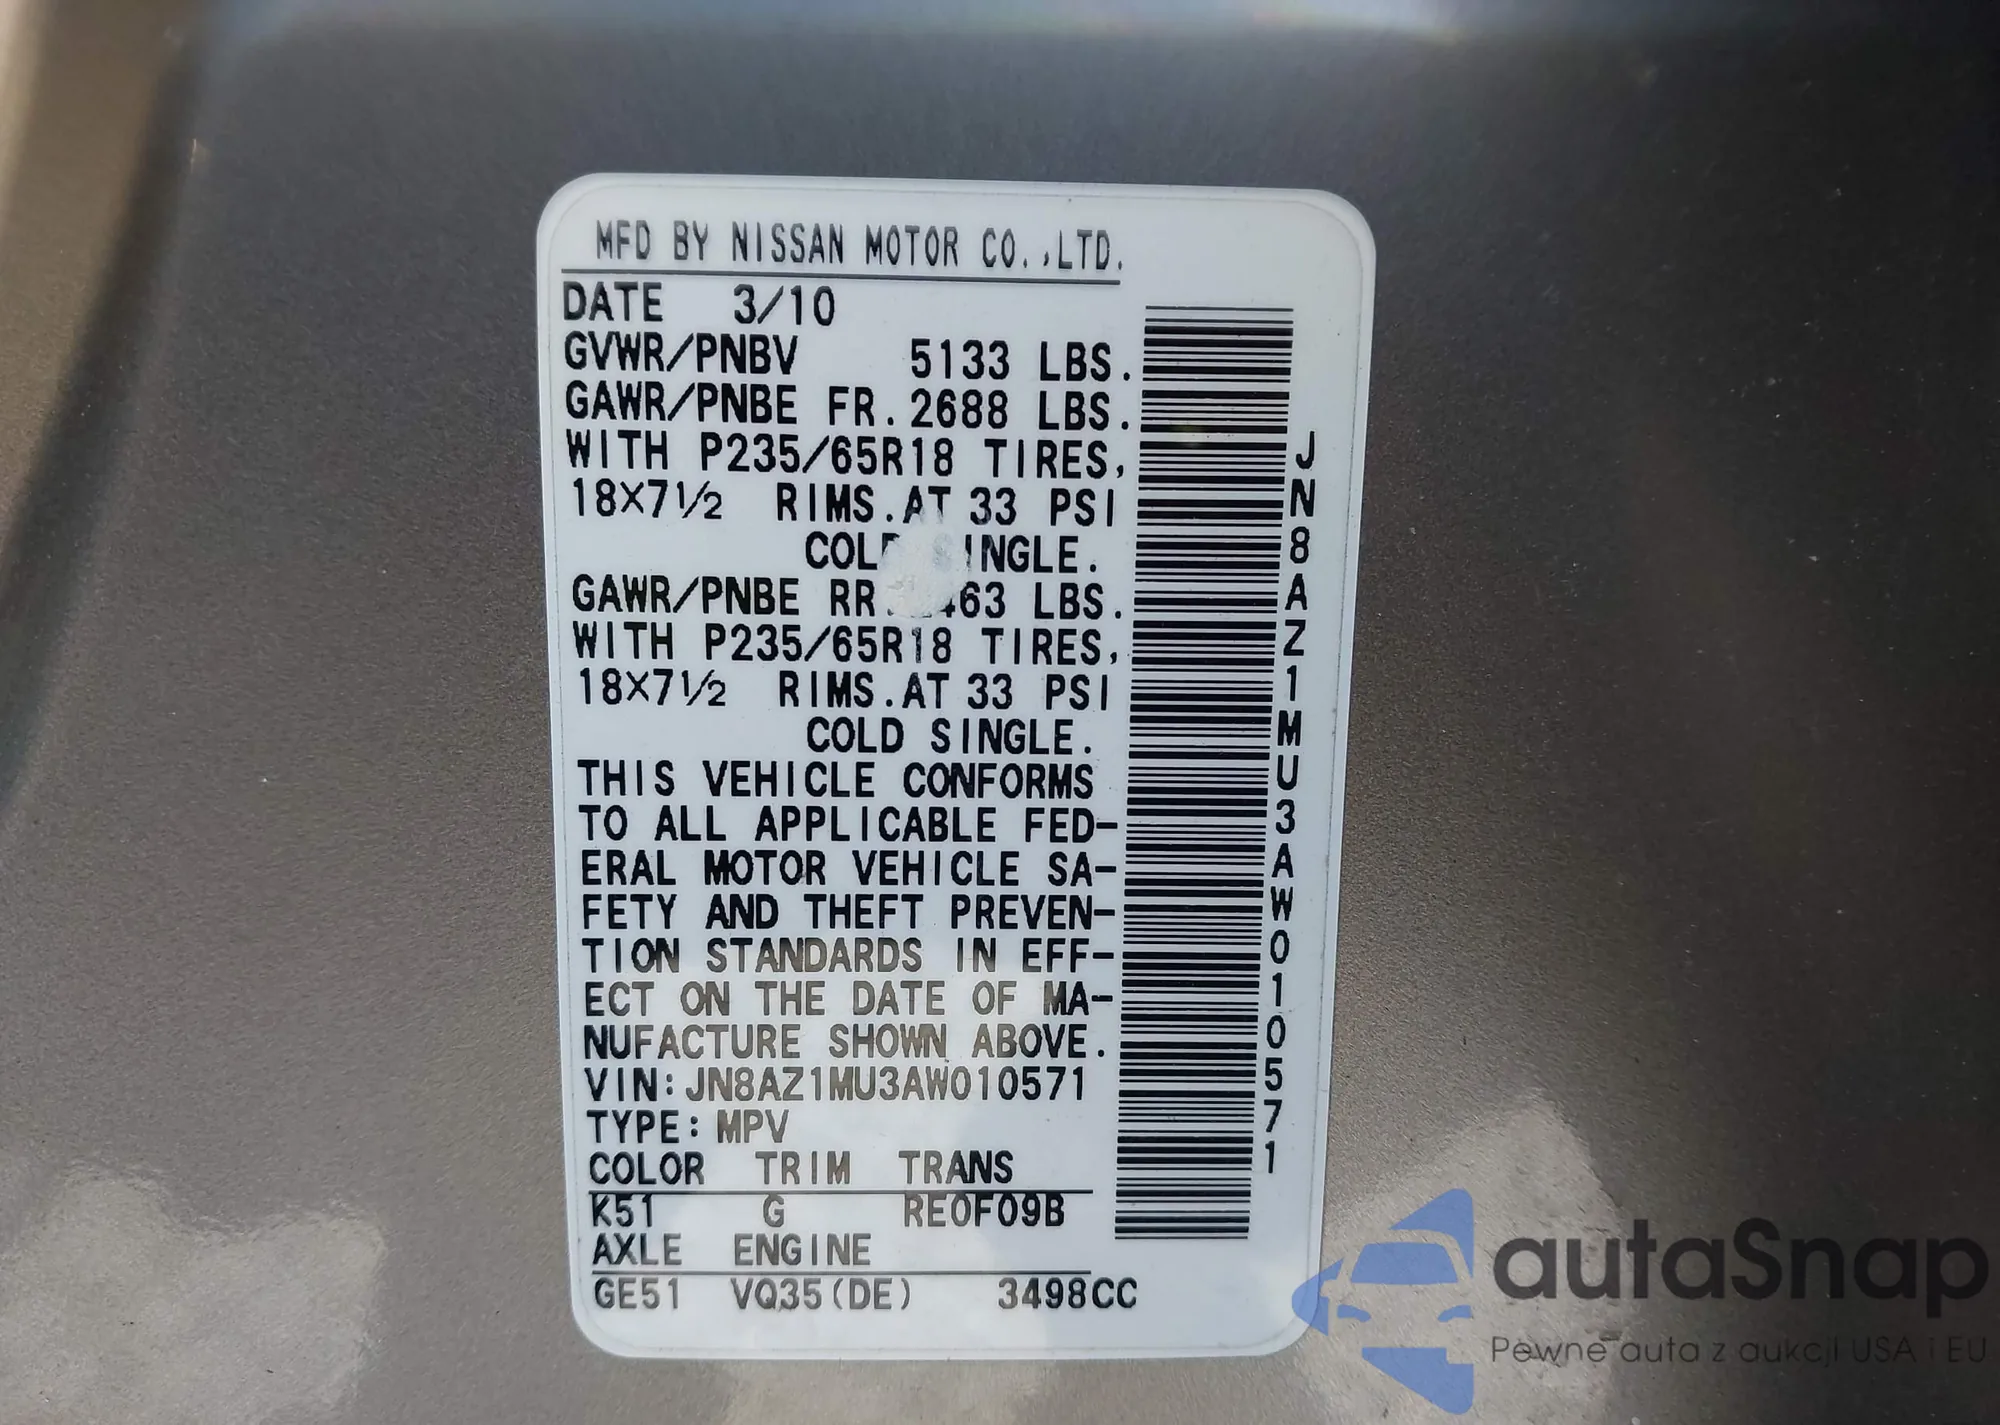 MFD BY NISSAN MOTOR CO.,LTD.
DATE 3/10
GVWR/PNBV 5133 LBS.
GAWR/PNBE FR. 2688 LBS.
WITH P235/65R18 TIRES,
18X7½ RIMS.AT 33 PSI
COLD SINGLE.
GAWR/PNBE RR. LBS.
WITH P235/65R18 TIRES,
18X7½ RIMS.AT 33 PSI
COLD SINGLE.
THIS VEHICLE CONFORMS
TO ALL APPLICABLE FED-
ERAL MOTOR VEHICLE SA-
FETY AND THEFT PREVEN-
TION STANDARDS IN EFF-
ECT ON THE DATE OF MA-
NUFACTURE SHOWN ABOVE.
VIN:JN8AZ1MU3AW010571
TYPE:MPV
COLOR TRIM TRANS
K51 G RE0F09B
AXLE ENGINE
GE51 VQ35(DE) 3498CC
JN8AZ1MU3AW010571
autaSnap
Pewne auta z aukcji USA i EU